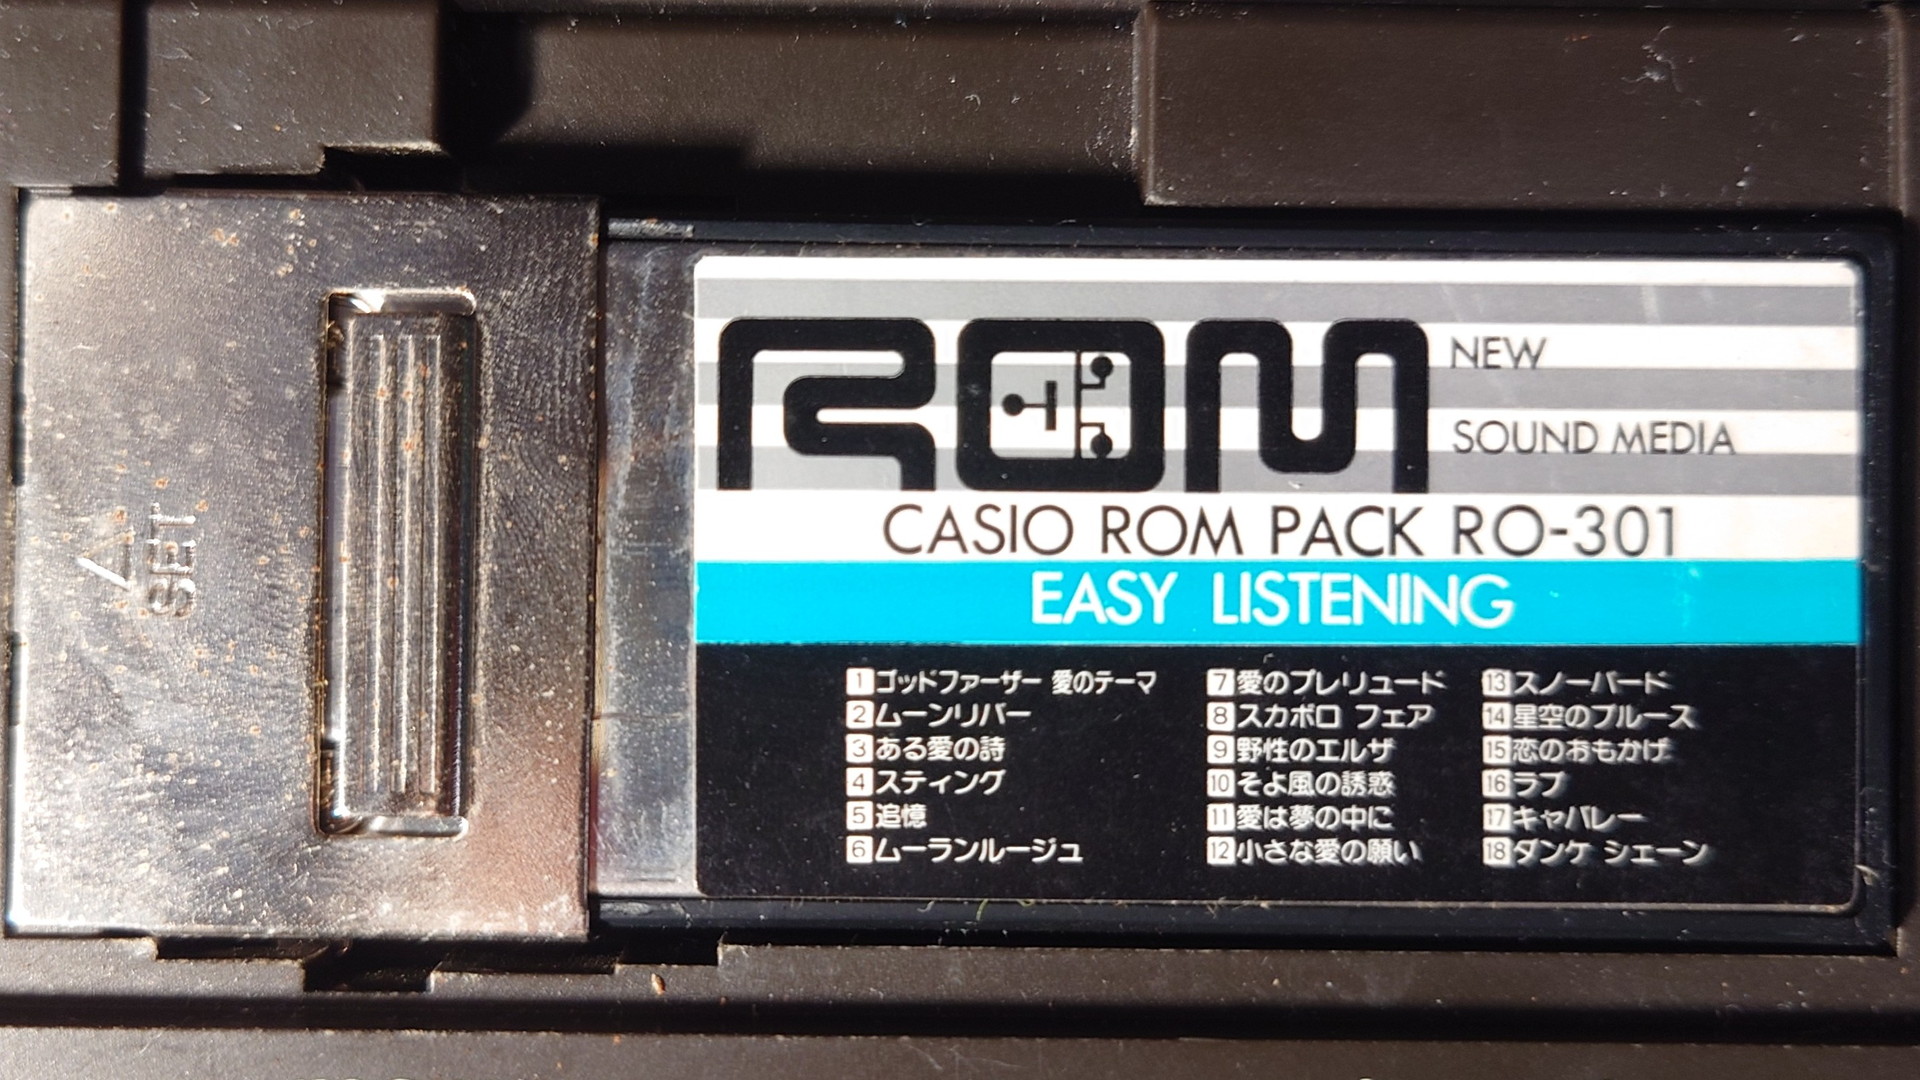 SET
ROM
NEW
SOUND MEDIA
CASIO ROM PACK RO-301
EASY LISTENING
1 ゴッドファーザー 愛のテーマ
2 ムーンリバー
3 ある愛の詩
4 スティング
5 追憶
6 ムーランルージュ
7 愛のプレリュード
8 スカボロ フェア
9 野性のエルザ
10 そよ風の誘惑
11 愛は夢の中に
12 小さな愛の願い
13 スノーバード
14 星空のブルース
15 恋のおもかげ
16 ラブ
17 キャバレー
18 ダンケ シェーン